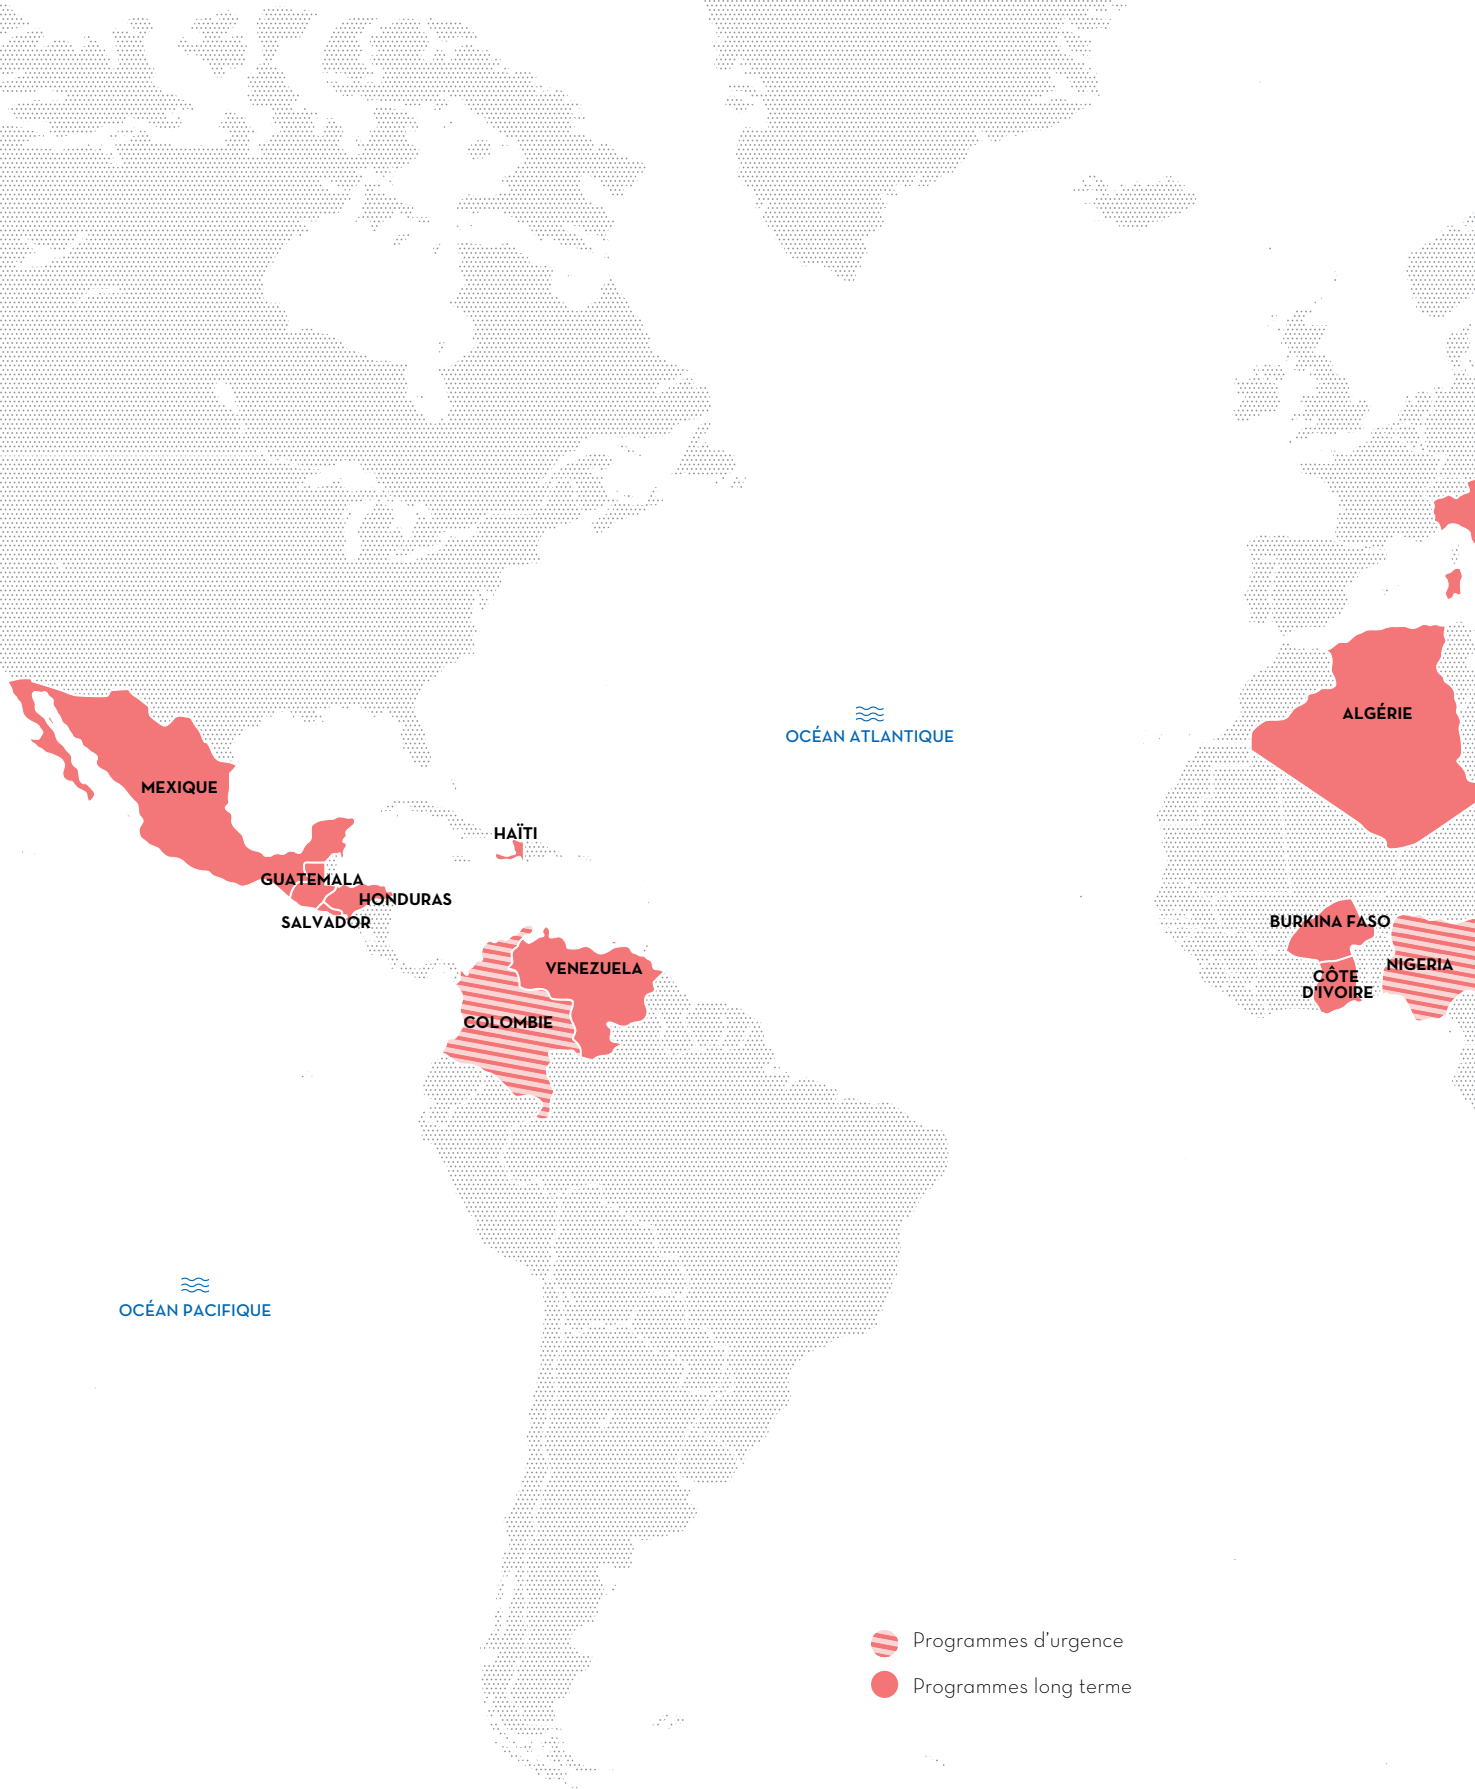 ALGÉRIE
OCÉAN ATLANTIQUE
MEXIQUE
HAÏTI
GUATEMALA
HONDURAS
SALVADOR
BURKINA FASO
NIGERIA
VENEZUELA
CÔTE
D'IVOIRE
COLOMBIE
OCÉAN PACIFIQUE
Programmes d'urgence
Programmes long terme